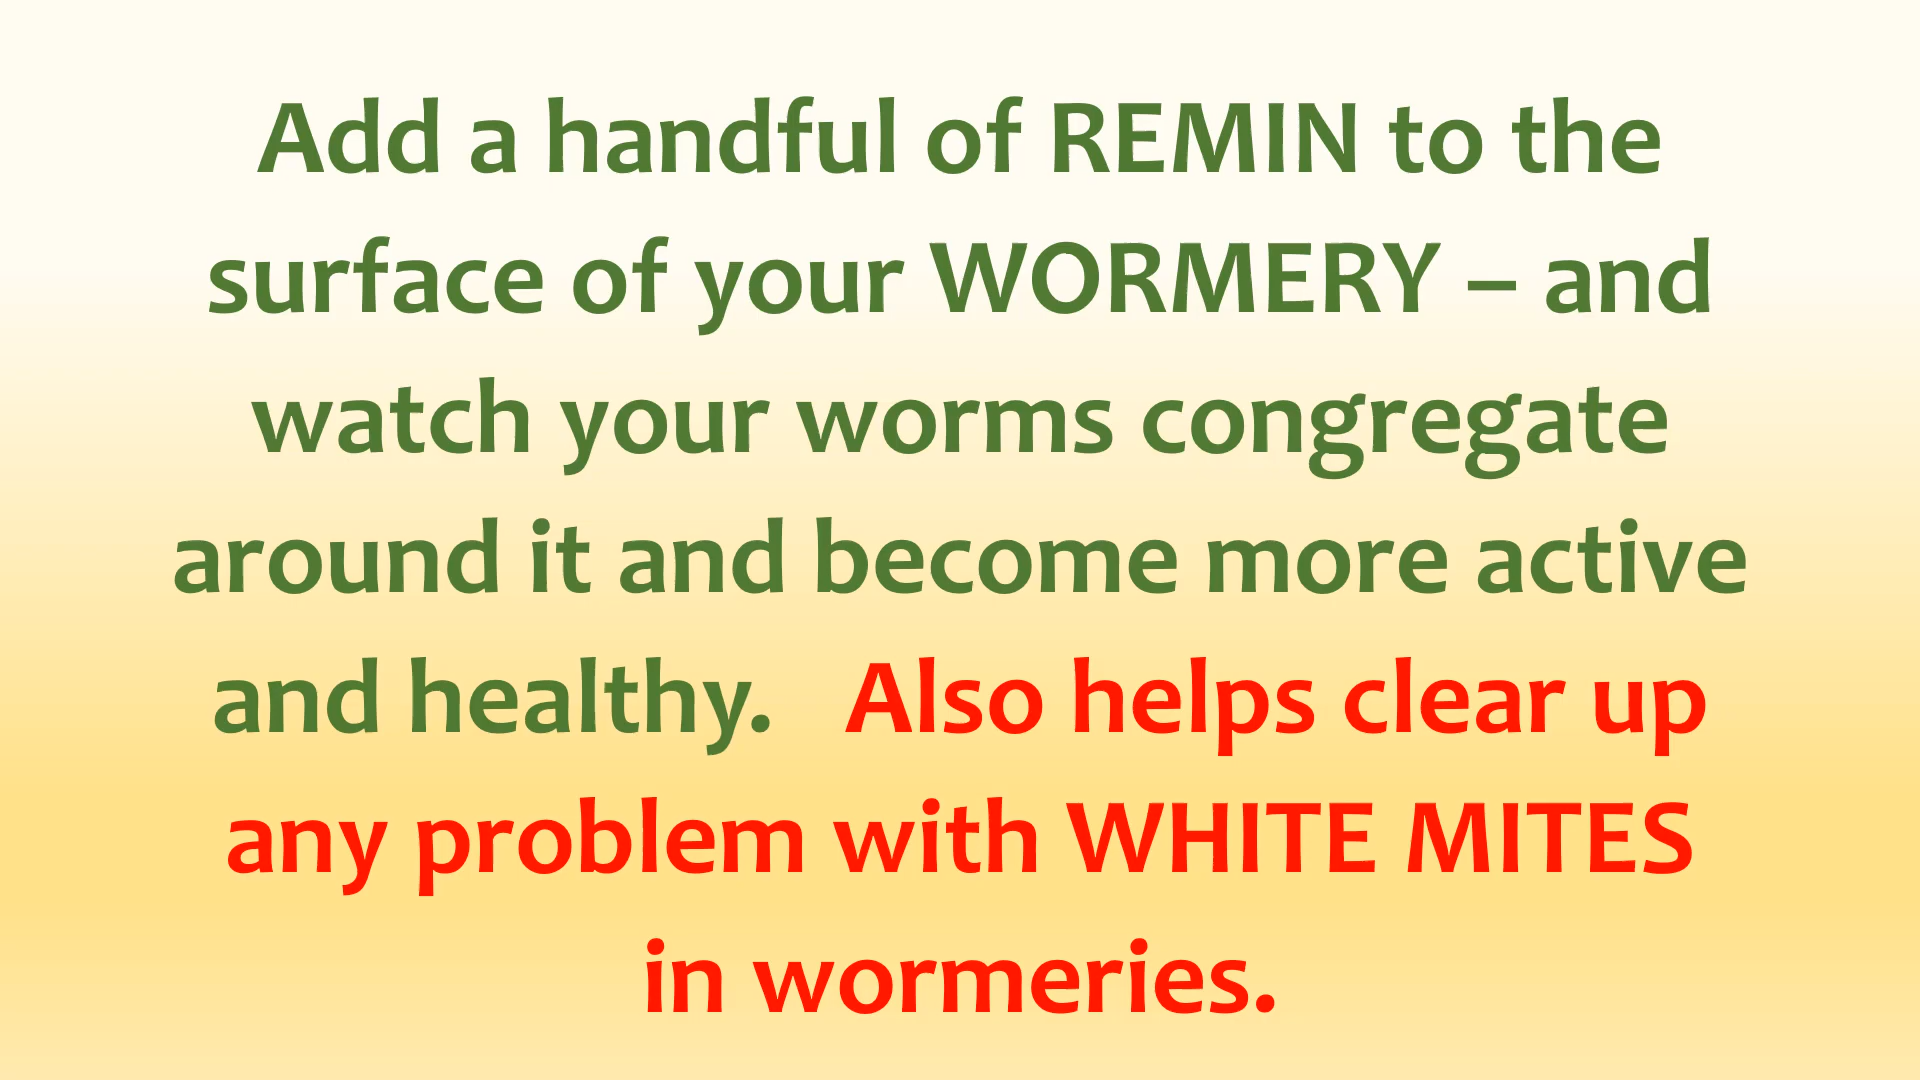 Add a handful of REMIN to the
surface of your WORMERY – and
watch your worms congregate
around it and become more active
and healthy.   Also helps clear up
any problem with WHITE MITES
in wormeries.